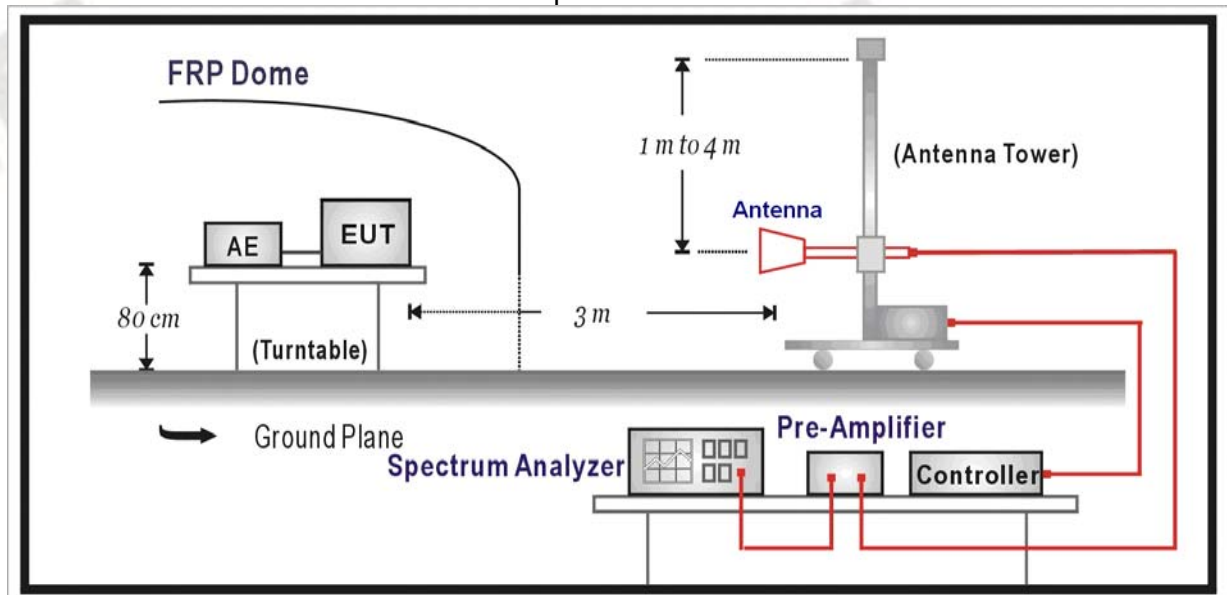 FRP Dome
1 m to 4 m
(Antenna Tower)
Antenna
AE
EUT
80 cm
3 m
(Turntable)
Ground Plane
Pre-Amplifier
Spectrum Analyzer
Controller